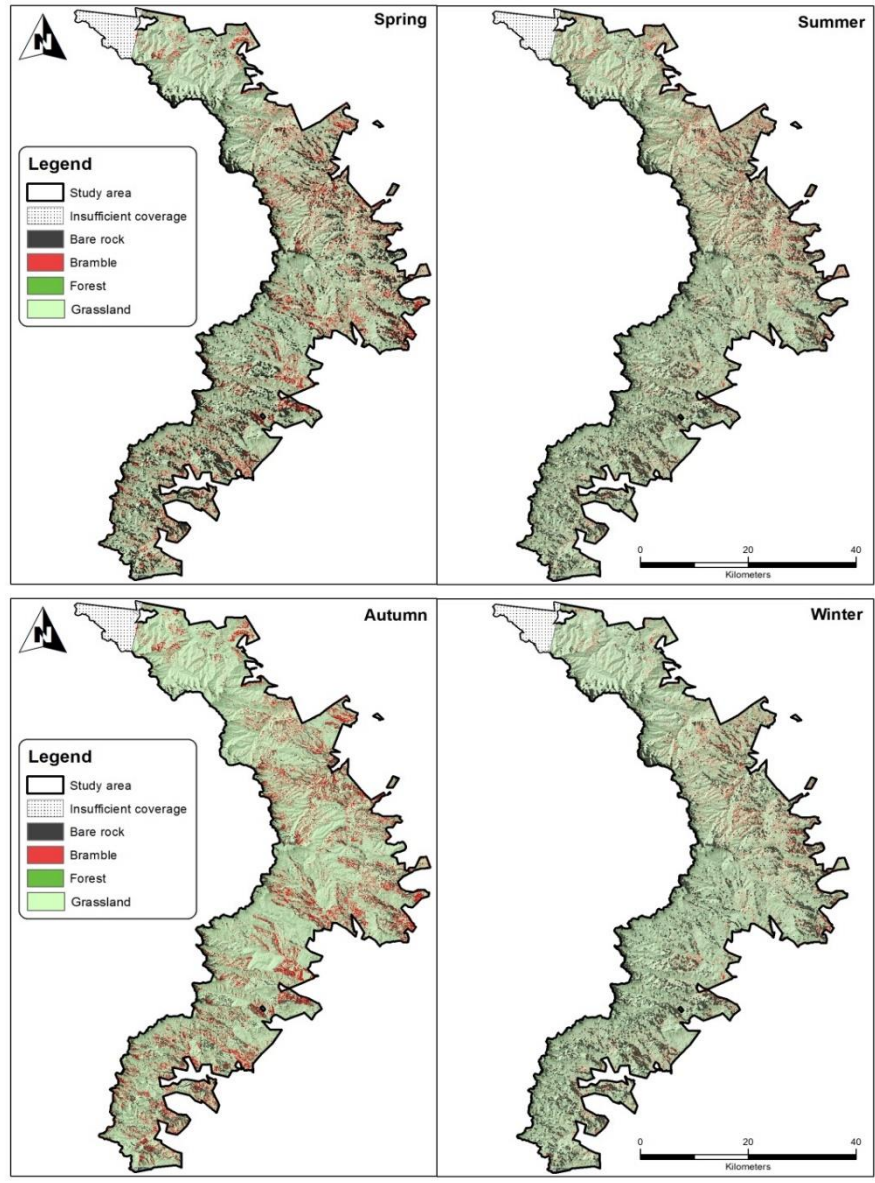 Spring
N
Legend
Study area
Insufficient coverage
Bare rock
Bramble
Forest
Grassland
Summer
0 20 40
Kilometers
Autumn
N
Legend
Study area
Insufficient coverage
Bare rock
Bramble
Forest
Grassland
Winter
0 20 40
Kilometers